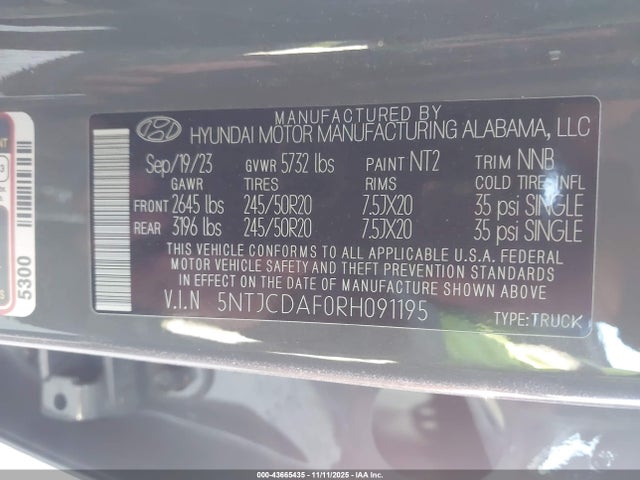 MANUFACTURED BY
HYUNDAI MOTOR MANUFACTURING ALABAMA, LLC
Sep/19/23 GVWR 5732 lbs PAINT NT2 TRIM NNB
GAWR TIRES RIMS COLD TIRE INFL
FRONT 2645 lbs 245/50R20 7.5JX20 35 psi SINGLE
REAR 3196 lbs 245/50R20 7.5JX20 35 psi SINGLE
THIS VEHICLE CONFORMS TO ALL APPLICABLE U.S.A. FEDERAL
MOTOR VEHICLE SAFETY AND THEFT PREVENTION STANDARDS
IN EFFECT ON THE DATE OF MANUFACTURE SHOWN ABOVE.
V.I.N 5NTJCDAF0RH091195 TYPE:TRUCK
5300
000-43665435 - 11/11/2025 - IAAI.COM